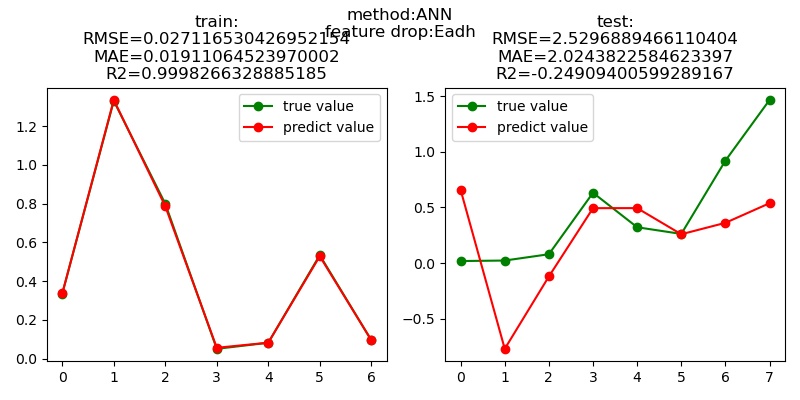 method:ANN
feature drop:Eadh
train:
RMSE=0.027116530426952154
MAE=0.01911064523970002
R2=0.9998266328885185
true value
predict value
1.2
1.0
0.8
0.6
0.4
0.2
0.0
0 1 2 3 4 5 6
test:
RMSE=2.5296889466110404
MAE=2.0243822584623397
R2=-0.24909400599289167
true value
predict value
1.5
1.0
0.5
0.0
−0.5
0 1 2 3 4 5 6 7